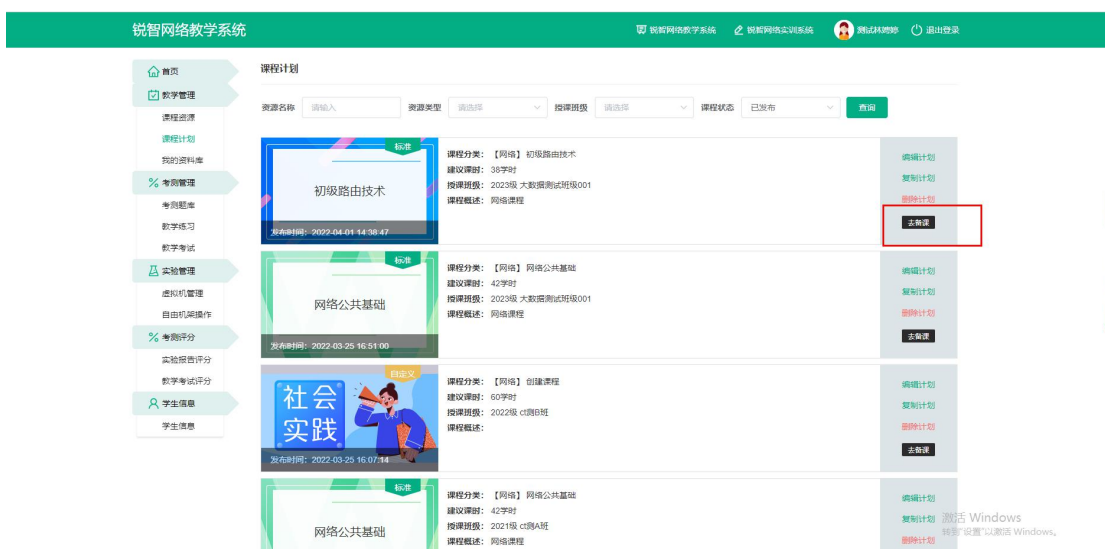 锐智网络教学系统
锐智网络教学系统 锐智网络实训系统 测试林婷婷 退出登录
首页
教学管理
课程资源
课程计划
我的资料库
考测管理
考测题库
教学练习
教学考试
实验管理
虚拟机管理
自由机架操作
考测评分
实验报告评分
教学考试评分
学生信息
学生信息
课程计划
资源名称 请输入 资源类型 请选择 授课班级 请选择 课程状态 已发布 查询
标准
初级路由技术
发布时间：2022-04-01 14:38:47
课程分类：【网络】初级路由技术
建议课时：38学时
授课班级：2023级 大数据测试班级001
课程概述：网络课程
编辑计划
复制计划
删除计划
去备课
标准
网络公共基础
发布时间：2022-03-25 16:51:00
课程分类：【网络】网络公共基础
建议课时：42学时
授课班级：2023级 大数据测试班级001
课程概述：网络课程
编辑计划
复制计划
删除计划
去备课
自定义
社会
实践
发布时间：2022-03-25 16:07:14
课程分类：【网络】创建课程
建议课时：60学时
授课班级：2022级 ct测B班
课程概述：
编辑计划
复制计划
删除计划
去备课
标准
网络公共基础
课程分类：【网络】网络公共基础
建议课时：42学时
授课班级：2021级 ct测A班
课程概述：网络课程
编辑计划
复制计划
删除计划
激活 Windows
转到“设置”以激活 Windows。